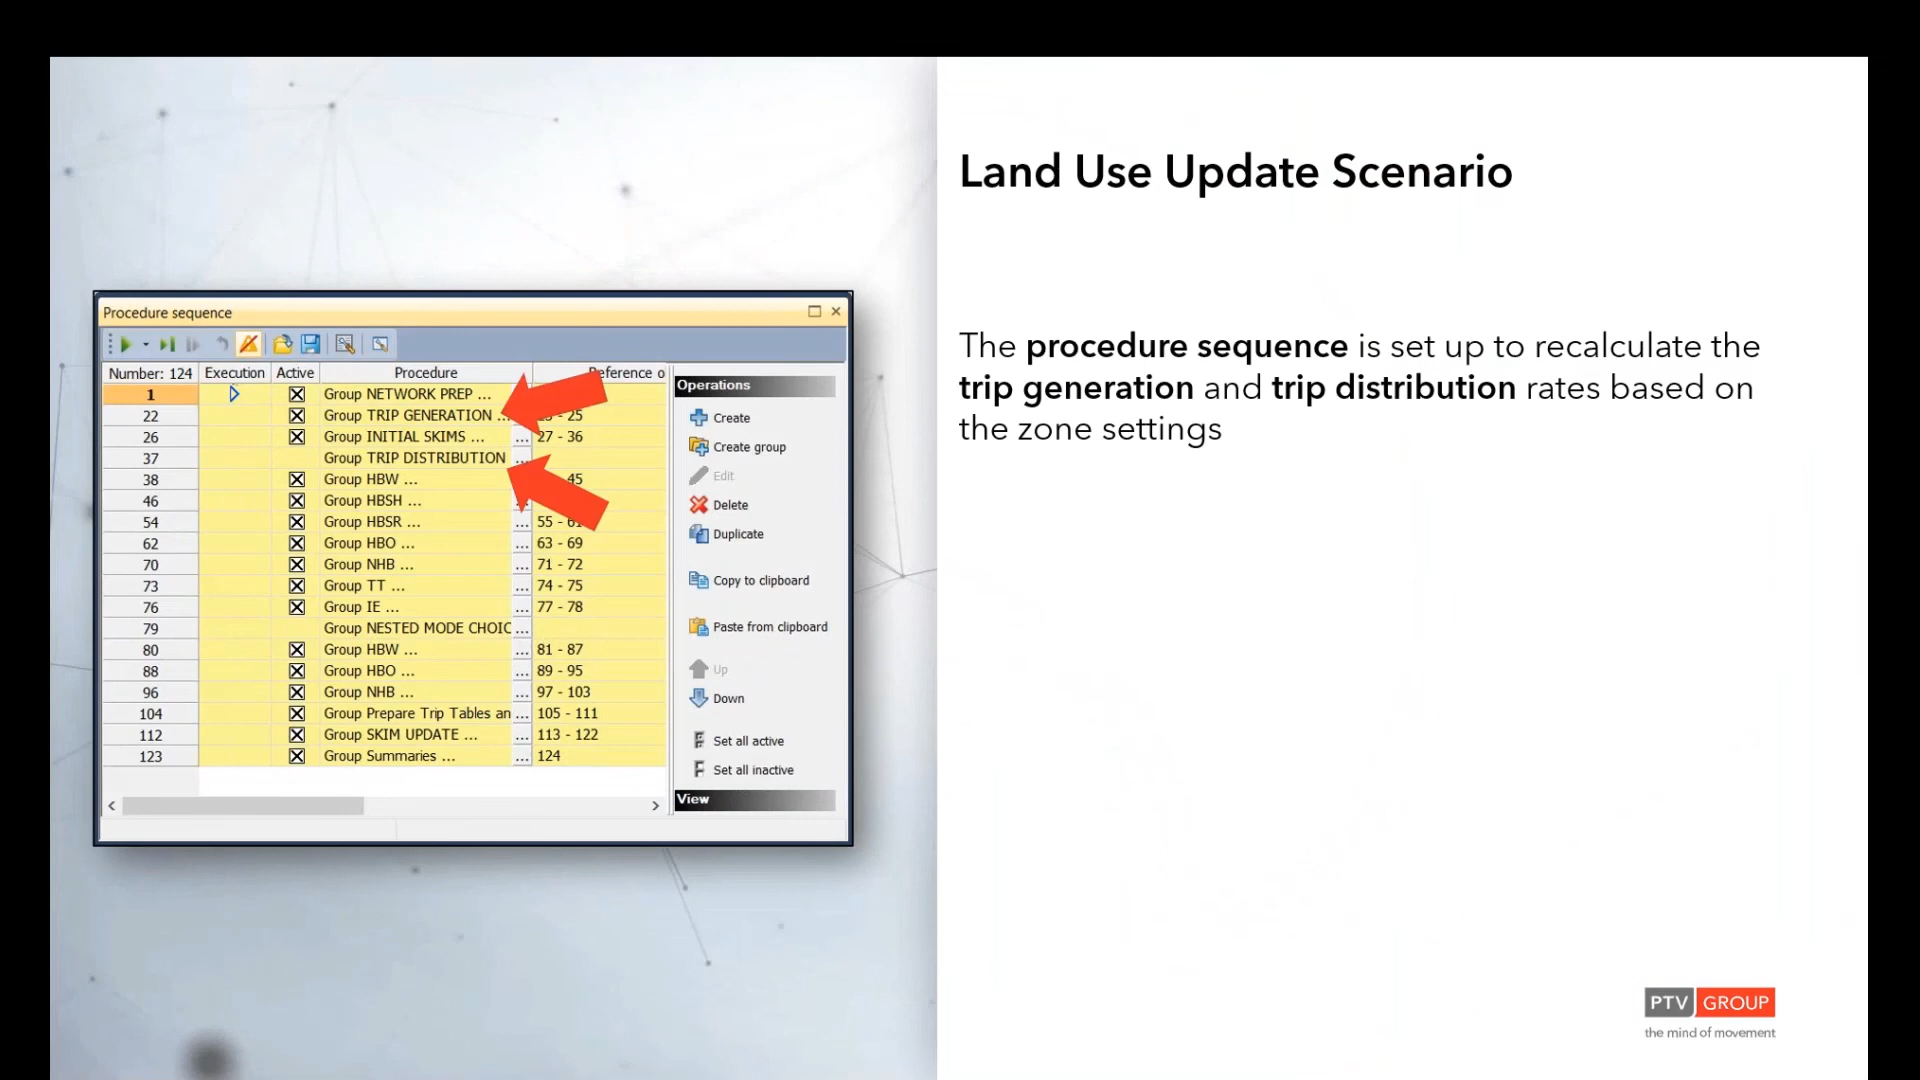 Land Use Update Scenario
The procedure sequence is set up to recalculate the
trip generation and trip distribution rates based on
the zone settings
Procedure sequence
Number: 124 Execution Active Procedure Reference o
1 Group NETWORK PREP ...
22 Group TRIP GENERATION ... - 25
26 Group INITIAL SKIMS ... ... 27 - 36
37 Group TRIP DISTRIBUTION ...
38 Group HBW ... 45
46 Group HBSH ...
54 Group HBSR ... ... 55 -
62 Group HBO ... ... 63 - 69
70 Group NHB ... ... 71 - 72
73 Group TT ... ... 74 - 75
76 Group IE ... ... 77 - 78
79 Group NESTED MODE CHOIC ...
80 Group HBW ... ... 81 - 87
88 Group HBO ... ... 89 - 95
96 Group NHB ... ... 97 - 103
104 Group Prepare Trip Tables an ... 105 - 111
112 Group SKIM UPDATE ... ... 113 - 122
123 Group Summaries ... ... 124
Operations
Create
Create group
Edit
Delete
Duplicate
Copy to clipboard
Paste from clipboard
Up
Down
Set all active
Set all inactive
View
PTV GROUP
the mind of movement